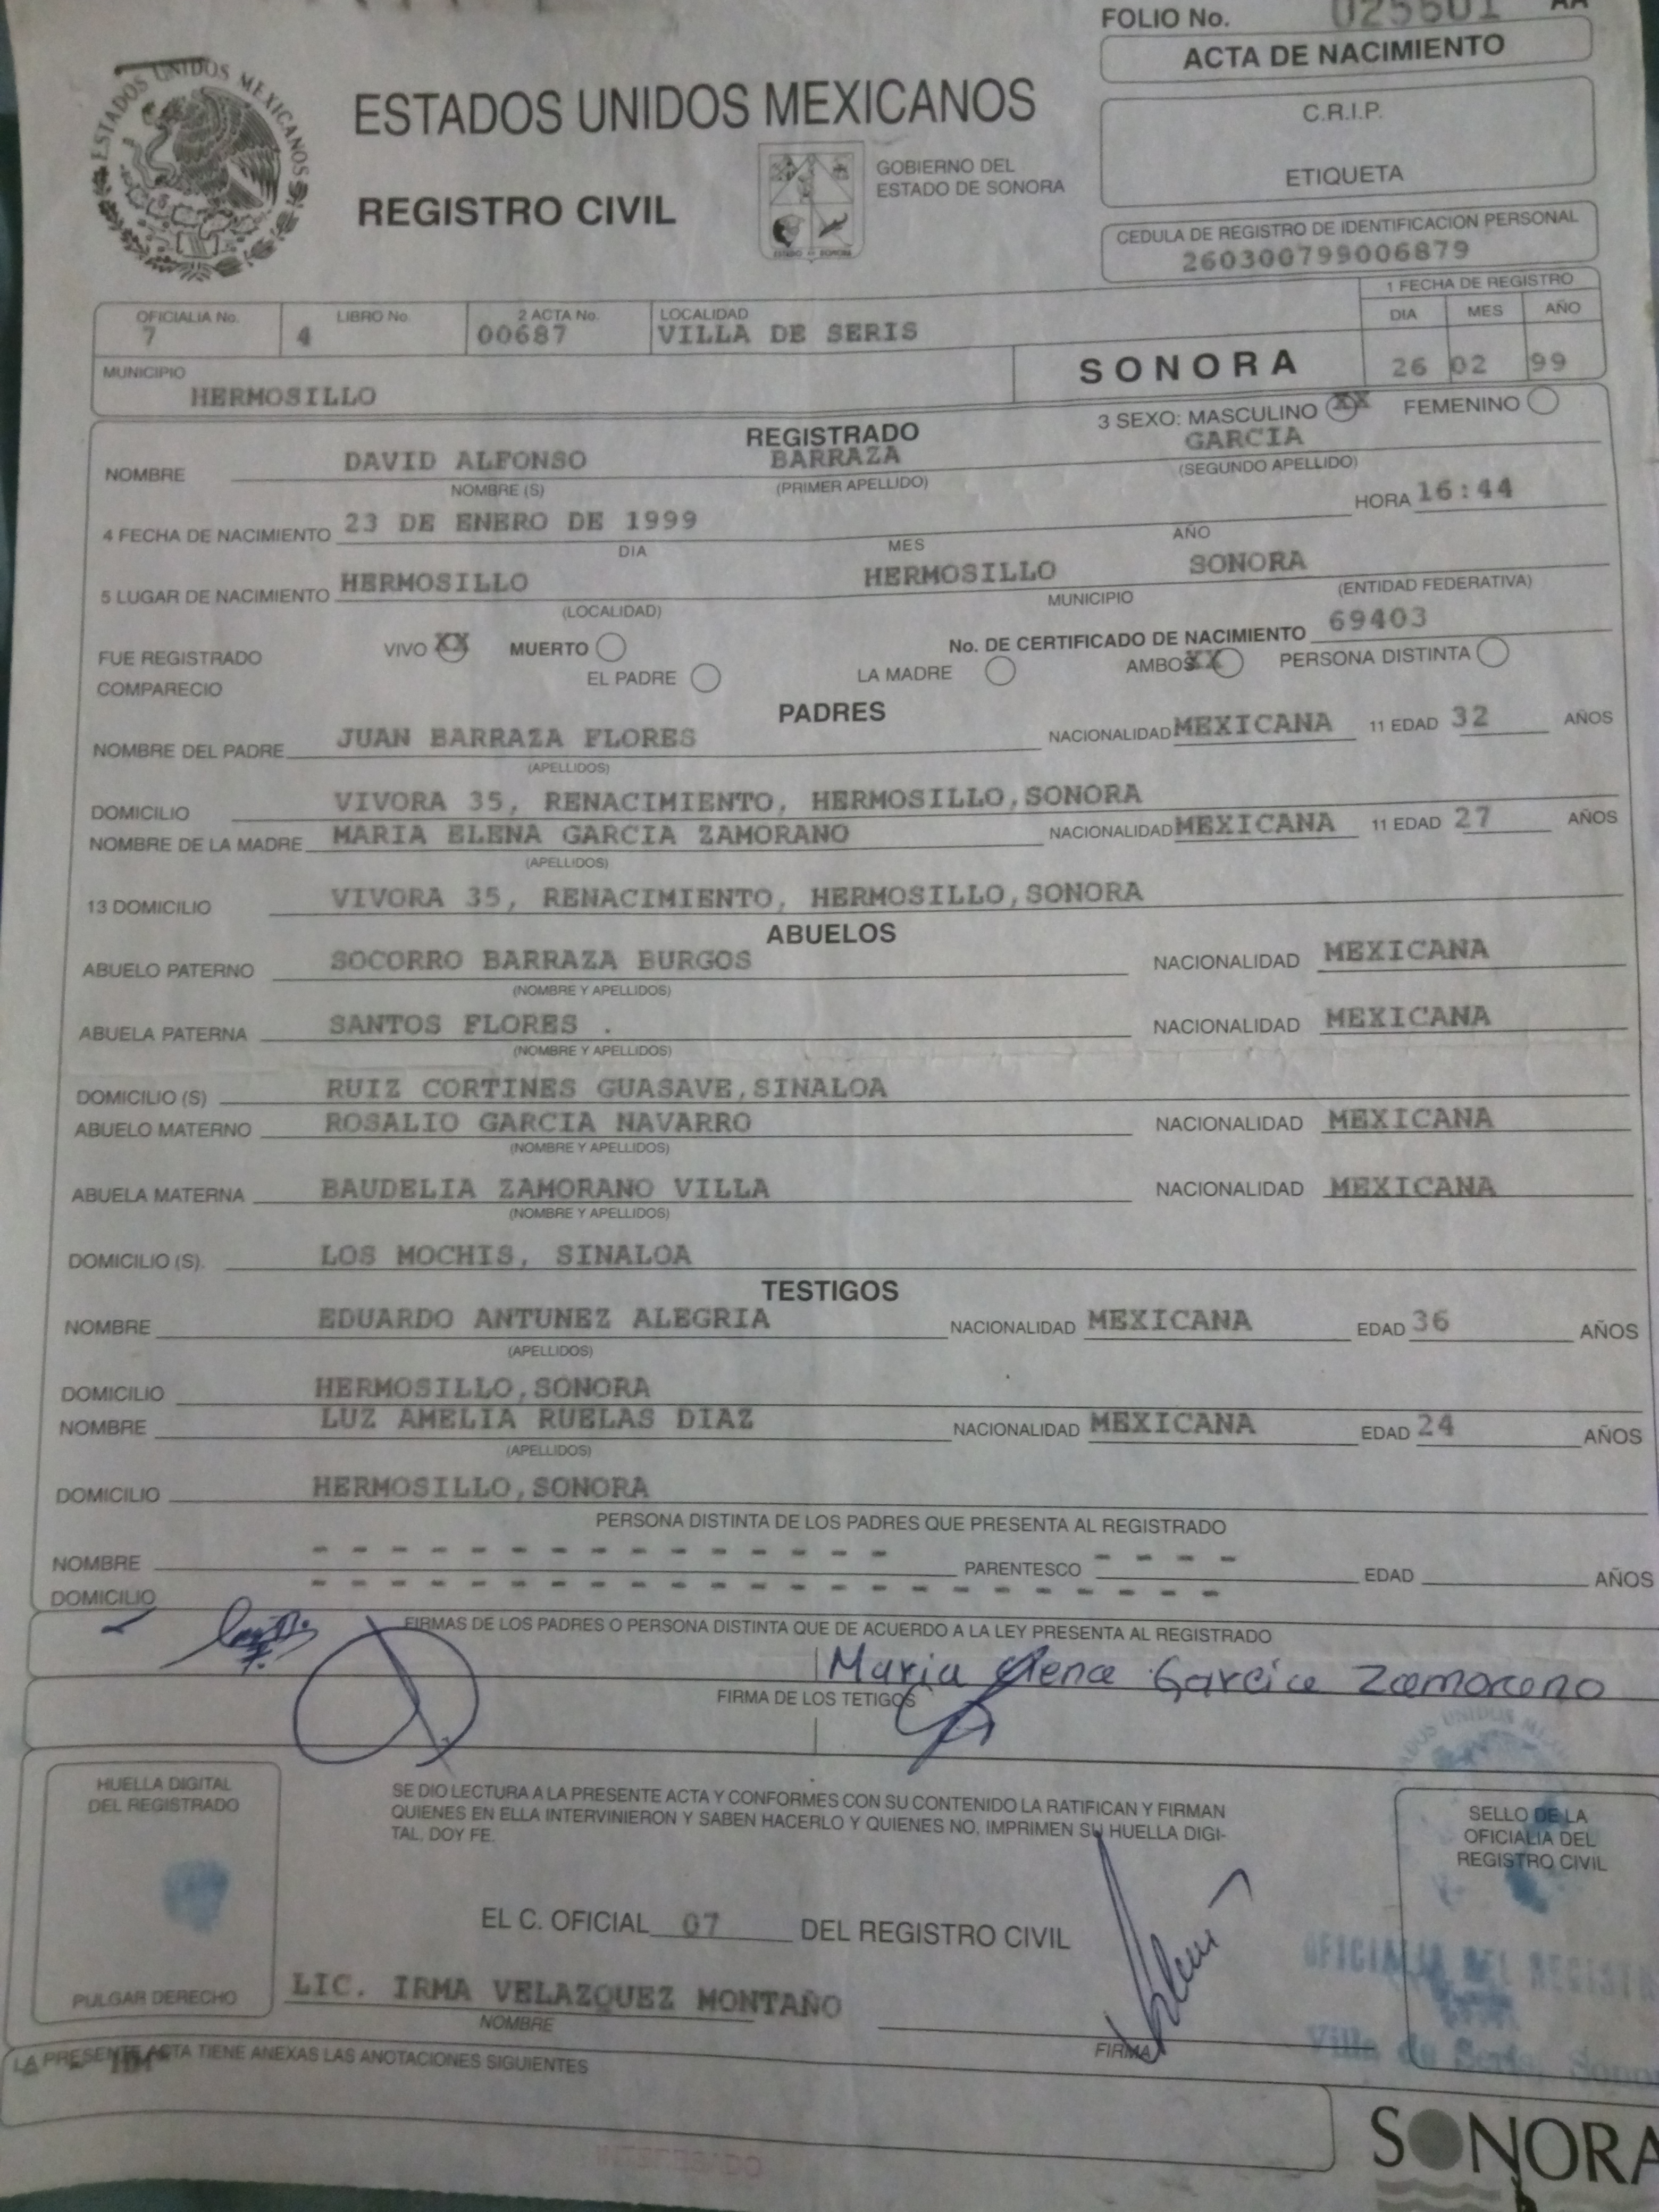 FOLIO No. 025601 AA
ACTA DE NACIMIENTO
ESTADOS UNIDOS MEXICANOS
ESTADOS UNIDOS MEXICANOS
REGISTRO CIVIL
GOBIERNO DEL
ESTADO DE SONORA
ESTADO DE SONORA
C.R.I.P.
ETIQUETA
CEDULA DE REGISTRO DE IDENTIFICACION PERSONAL
260300799006879
OFICIALIA No. LIBRO No. 2 ACTA No. LOCALIDAD 1 FECHA DE REGISTRO
7 4 00687 VILLA DE SERIS DIA MES AÑO
MUNICIPIO SONORA 26 02 99
HERMOSILLO
REGISTRADO 3 SEXO: MASCULINO XX FEMENINO
NOMBRE DAVID ALFONSO BARRAZA GARCIA
NOMBRE (S) (PRIMER APELLIDO) (SEGUNDO APELLIDO)
4 FECHA DE NACIMIENTO 23 DE ENERO DE 1999 HORA 16:44
DIA MES AÑO
5 LUGAR DE NACIMIENTO HERMOSILLO HERMOSILLO SONORA
(LOCALIDAD) MUNICIPIO (ENTIDAD FEDERATIVA)
FUE REGISTRADO VIVO XX MUERTO No. DE CERTIFICADO DE NACIMIENTO 69403
COMPARECIO EL PADRE LA MADRE AMBOS XX PERSONA DISTINTA
PADRES
NOMBRE DEL PADRE JUAN BARRAZA FLORES NACIONALIDAD MEXICANA 11 EDAD 32 AÑOS
(APELLIDOS)
DOMICILIO VIVORA 35, RENACIMIENTO, HERMOSILLO,SONORA
NOMBRE DE LA MADRE MARIA ELENA GARCIA ZAMORANO NACIONALIDAD MEXICANA 11 EDAD 27 AÑOS
(APELLIDOS)
13 DOMICILIO VIVORA 35, RENACIMIENTO, HERMOSILLO,SONORA
ABUELOS
ABUELO PATERNO SOCORRO BARRAZA BURGOS NACIONALIDAD MEXICANA
(NOMBRE Y APELLIDOS)
ABUELA PATERNA SANTOS FLORES . NACIONALIDAD MEXICANA
(NOMBRE Y APELLIDOS)
DOMICILIO (S) RUIZ CORTINES GUASAVE,SINALOA
ABUELO MATERNO ROSALIO GARCIA NAVARRO NACIONALIDAD MEXICANA
(NOMBRE Y APELLIDOS)
ABUELA MATERNA BAUDELIA ZAMORANO VILLA NACIONALIDAD MEXICANA
(NOMBRE Y APELLIDOS)
DOMICILIO (S). LOS MOCHIS, SINALOA
TESTIGOS
NOMBRE EDUARDO ANTUNEZ ALEGRIA NACIONALIDAD MEXICANA EDAD 36 AÑOS
(APELLIDOS)
DOMICILIO HERMOSILLO,SONORA
NOMBRE LUZ AMELIA RUELAS DIAZ NACIONALIDAD MEXICANA EDAD 24 AÑOS
(APELLIDOS)
DOMICILIO HERMOSILLO,SONORA
PERSONA DISTINTA DE LOS PADRES QUE PRESENTA AL REGISTRADO
NOMBRE - - - - - - - - - - - - - - - PARENTESCO - - - - EDAD AÑOS
DOMICILIO - - - - - - - - - - - - - - - - - - - - - - - -
FIRMAS DE LOS PADRES O PERSONA DISTINTA QUE DE ACUERDO A LA LEY PRESENTA AL REGISTRADO
Maria Elena Garcia Zamorano
FIRMA DE LOS TETIGOS
HUELLA DIGITAL
DEL REGISTRADO
PULGAR DERECHO
SE DIO LECTURA A LA PRESENTE ACTA Y CONFORMES CON SU CONTENIDO LA RATIFICAN Y FIRMAN
QUIENES EN ELLA INTERVINIERON Y SABEN HACERLO Y QUIENES NO, IMPRIMEN SU HUELLA DIGI-
TAL. DOY FE.
EL C. OFICIAL 07 DEL REGISTRO CIVIL
LIC. IRMA VELAZQUEZ MONTAÑO
NOMBRE
FIRMA
SELLO DE LA
OFICIALIA DEL
REGISTRO CIVIL
OFICIALIA DEL REGISTR
Villa de Seris, Sonor
LA PRESENTE ACTA TIENE ANEXAS LAS ANOTACIONES SIGUIENTES
SONORA